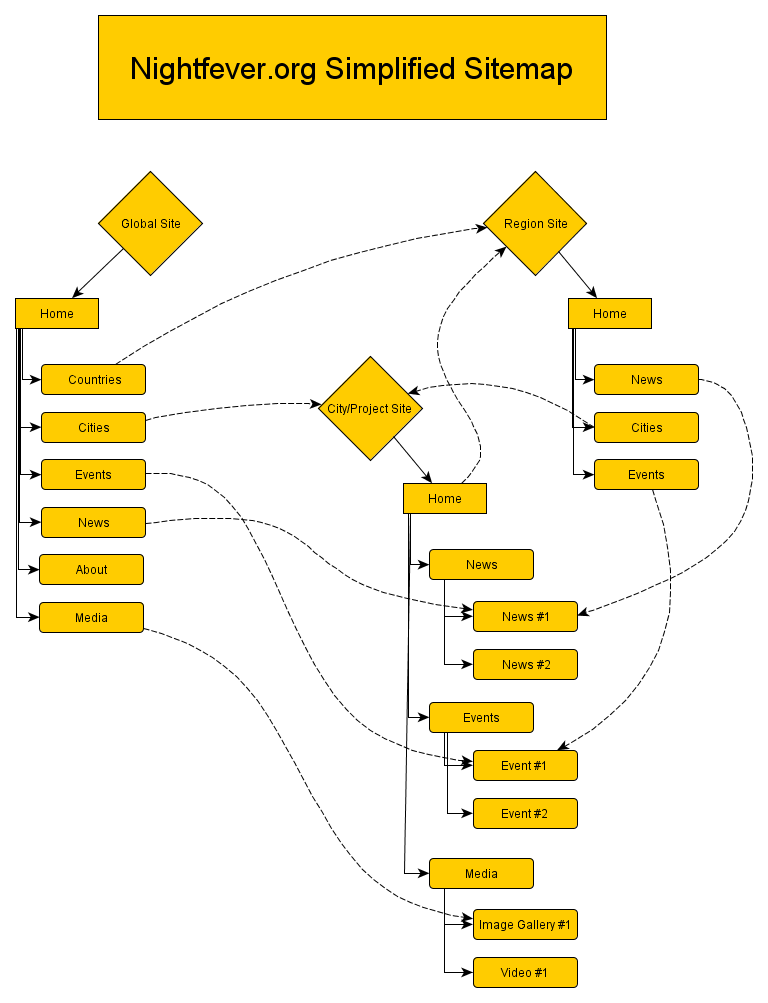 Nightfever.org Simplified Sitemap
Global Site
Home
Countries
Cities
Events
News
About
Media
City/Project Site
Home
News
News #1
News #2
Events
Event #1
Event #2
Media
Image Gallery #1
Video #1
Region Site
Home
News
Cities
Events